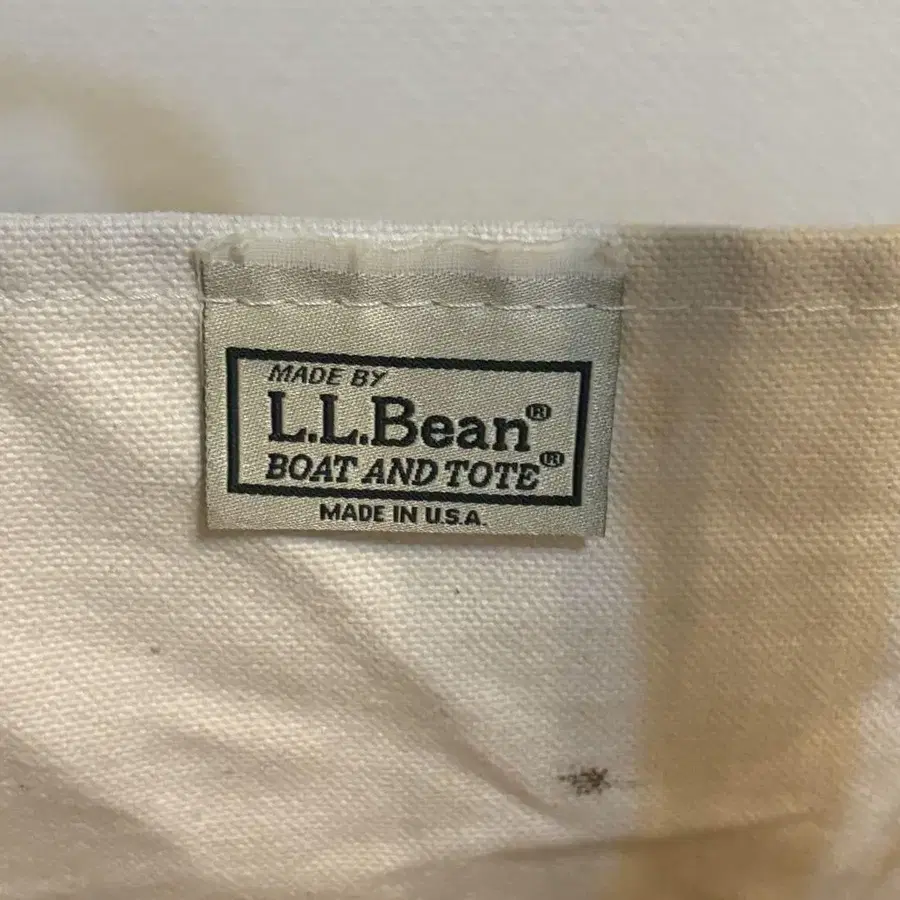 MADE BY
L.L.Bean®
BOAT AND TOTE®
MADE IN U.S.A.